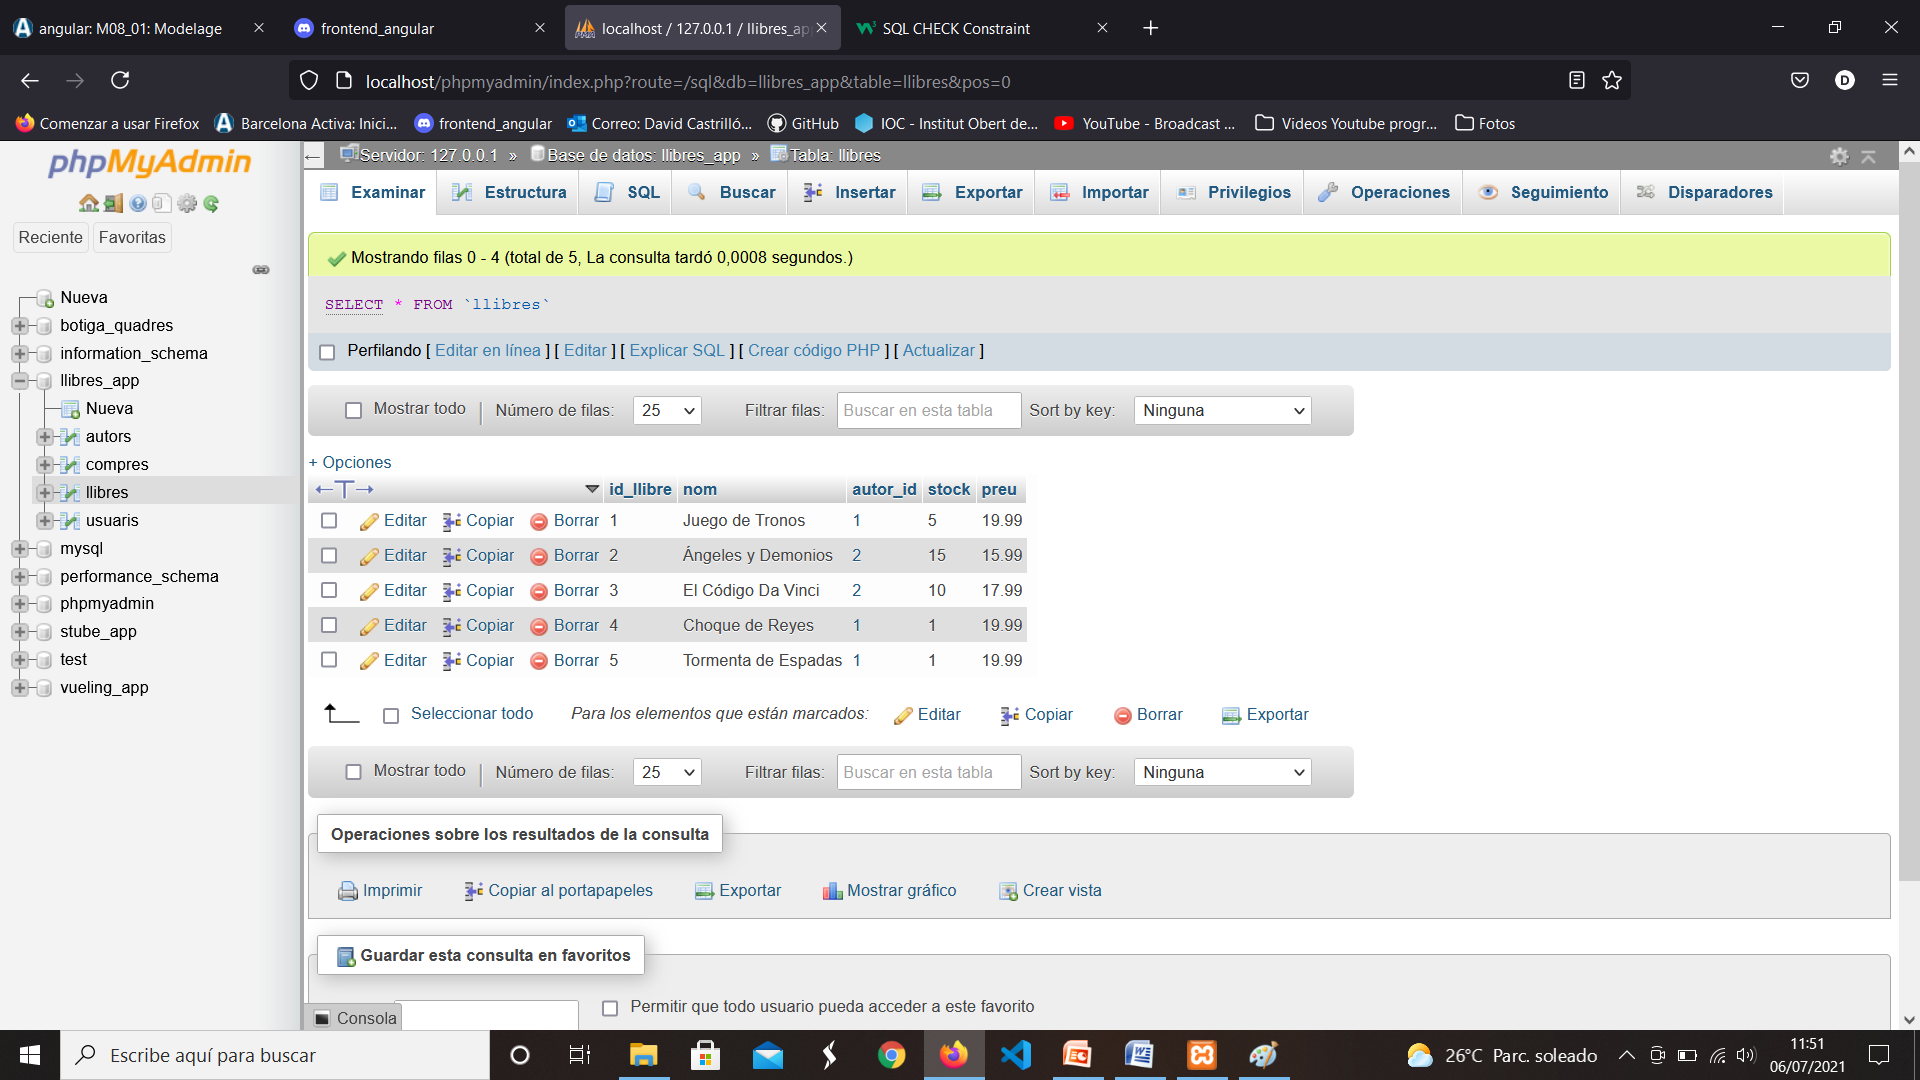 angular: M08_01: Modelage
frontend_angular
localhost / 127.0.0.1 / llibres_ap
SQL CHECK Constraint
localhost/phpmyadmin/index.php?route=/sql&db=llibres_app&table=llibres&pos=0
D
Comenzar a usar Firefox
Barcelona Activa: Inici...
frontend_angular
Correo: David Castrilló...
GitHub
IOC - Institut Obert de...
YouTube - Broadcast ...
Videos Youtube progr...
Fotos
phpMyAdmin
Reciente
Favoritas
Nueva
botiga_quadres
information_schema
llibres_app
Nueva
autors
compres
llibres
usuaris
mysql
performance_schema
phpmyadmin
stube_app
test
vueling_app
Servidor: 127.0.0.1 » Base de datos: llibres_app » Tabla: llibres
Examinar
Estructura
SQL
Buscar
Insertar
Exportar
Importar
Privilegios
Operaciones
Seguimiento
Disparadores
Mostrando filas 0 - 4 (total de 5, La consulta tardó 0,0008 segundos.)
SELECT * FROM `llibres`
Perfilando [ Editar en línea ] [ Editar ] [ Explicar SQL ] [ Crear código PHP ] [ Actualizar ]
Mostrar todo | Número de filas: 25 Filtrar filas: Buscar en esta tabla Sort by key: Ninguna
+ Opciones
←T→ id_llibre nom autor_id stock preu
Editar Copiar Borrar 1 Juego de Tronos 1 5 19.99
Editar Copiar Borrar 2 Ángeles y Demonios 2 15 15.99
Editar Copiar Borrar 3 El Código Da Vinci 2 10 17.99
Editar Copiar Borrar 4 Choque de Reyes 1 1 19.99
Editar Copiar Borrar 5 Tormenta de Espadas 1 1 19.99
Seleccionar todo Para los elementos que están marcados: Editar Copiar Borrar Exportar
Mostrar todo | Número de filas: 25 Filtrar filas: Buscar en esta tabla Sort by key: Ninguna
Operaciones sobre los resultados de la consulta
Imprimir Copiar al portapapeles Exportar Mostrar gráfico Crear vista
Guardar esta consulta en favoritos
Permitir que todo usuario pueda acceder a este favorito
Consola
Escribe aquí para buscar
26°C Parc. soleado
11:51
06/07/2021